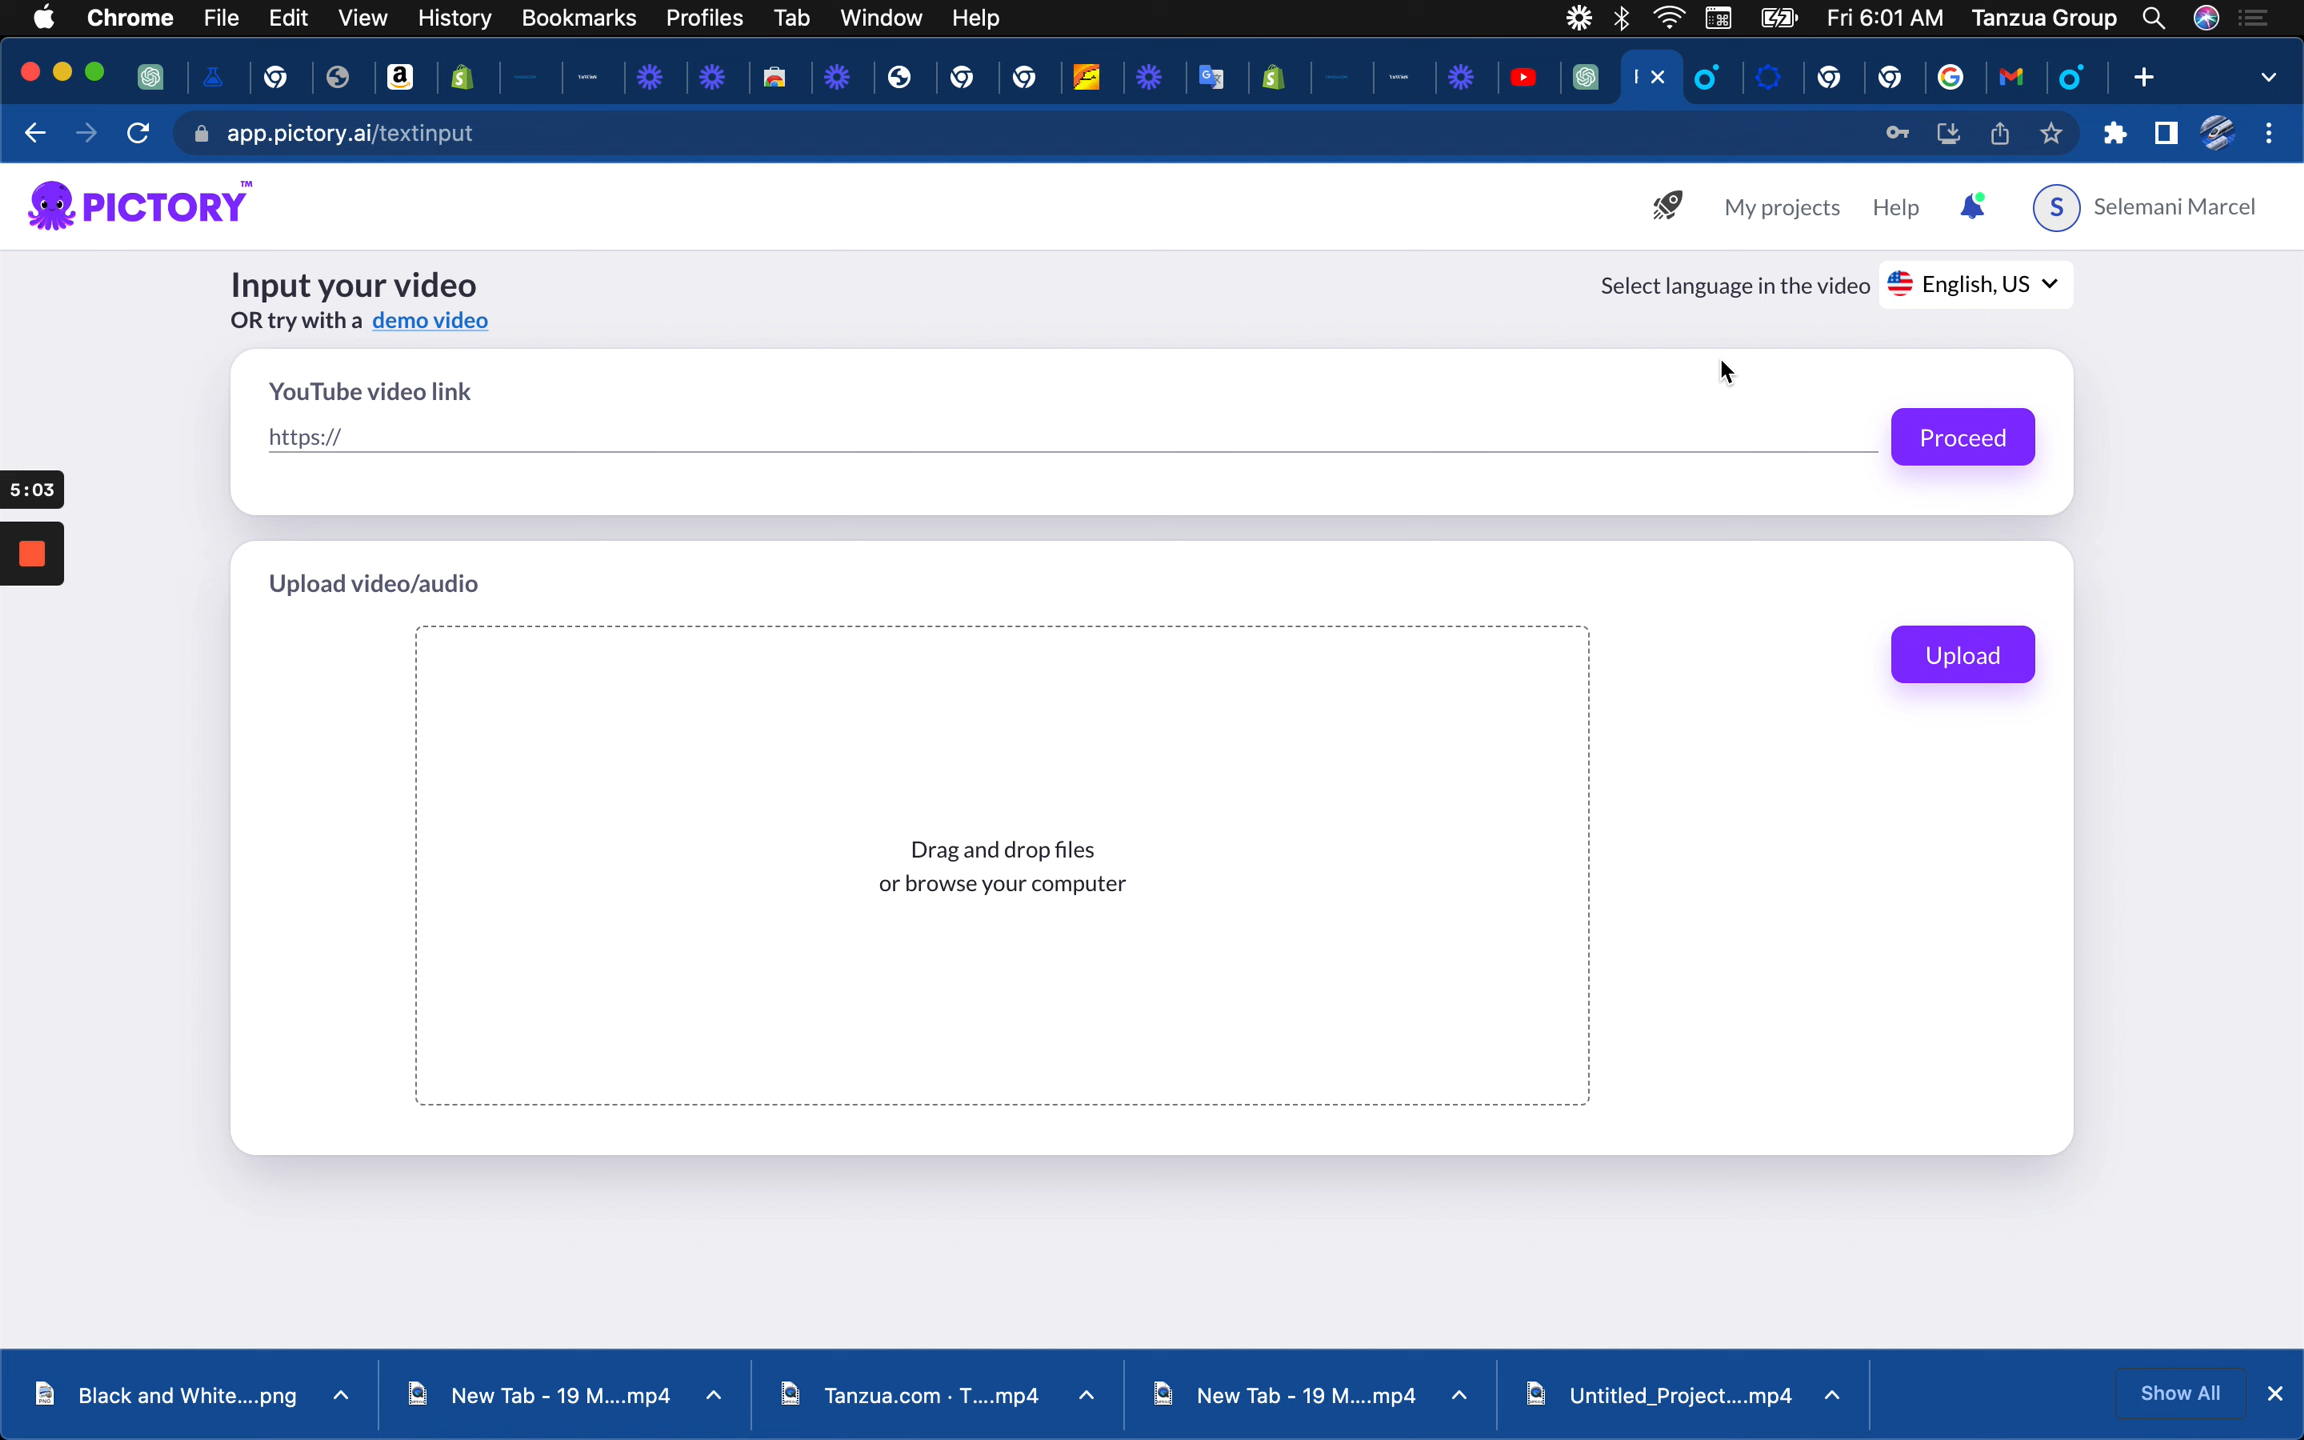 Chrome File Edit View History Bookmarks Profiles Tab Window Help Fri 6:01 AM Tanzua Group
app.pictory.ai/textinput
PICTORY™ My projects Help S Selemani Marcel
Input your video
Select language in the video English, US
OR try with a demo video
YouTube video link
https://
Proceed
5:03
Upload video/audio
Upload
Drag and drop files
or browse your computer
Black and White....png New Tab - 19 M....mp4 Tanzua.com · T....mp4 New Tab - 19 M....mp4 Untitled_Project....mp4 Show All